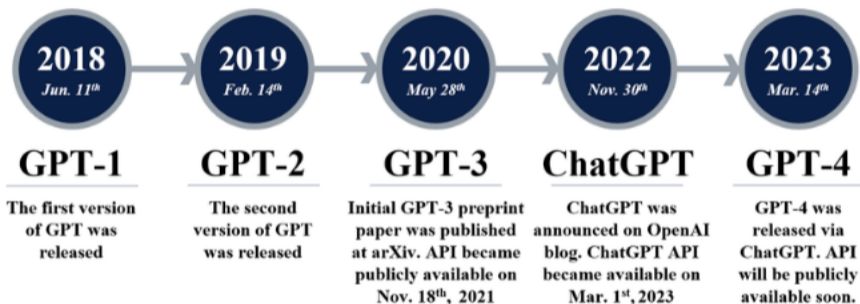 2018
Jun. 11th
2019
Feb. 14th
2020
May 28th
2022
Nov. 30th
2023
Mar. 14th
GPT-1
GPT-2
GPT-3
ChatGPT
GPT-4
The first version
of GPT was
released
The second
version of GPT
was released
Initial GPT-3 preprint
paper was published
at arXiv. API became
publicly available on
Nov. 18th, 2021
ChatGPT was
announced on OpenAI
blog. ChatGPT API
became available on
Mar. 1st, 2023
GPT-4 was
released via
ChatGPT. API
will be publicly
available soon.